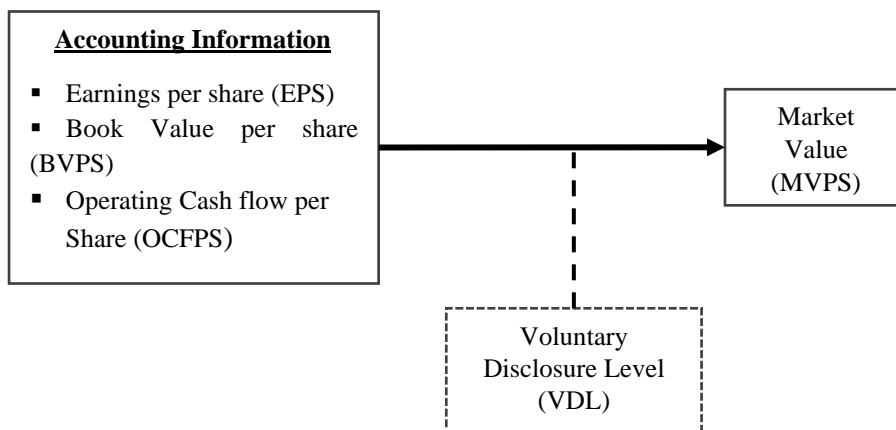 Accounting Information
▪ Earnings per share (EPS)
▪ Book Value per share
(BVPS)
▪ Operating Cash flow per
Share (OCFPS)
Market
Value
(MVPS)
Voluntary
Disclosure Level
(VDL)